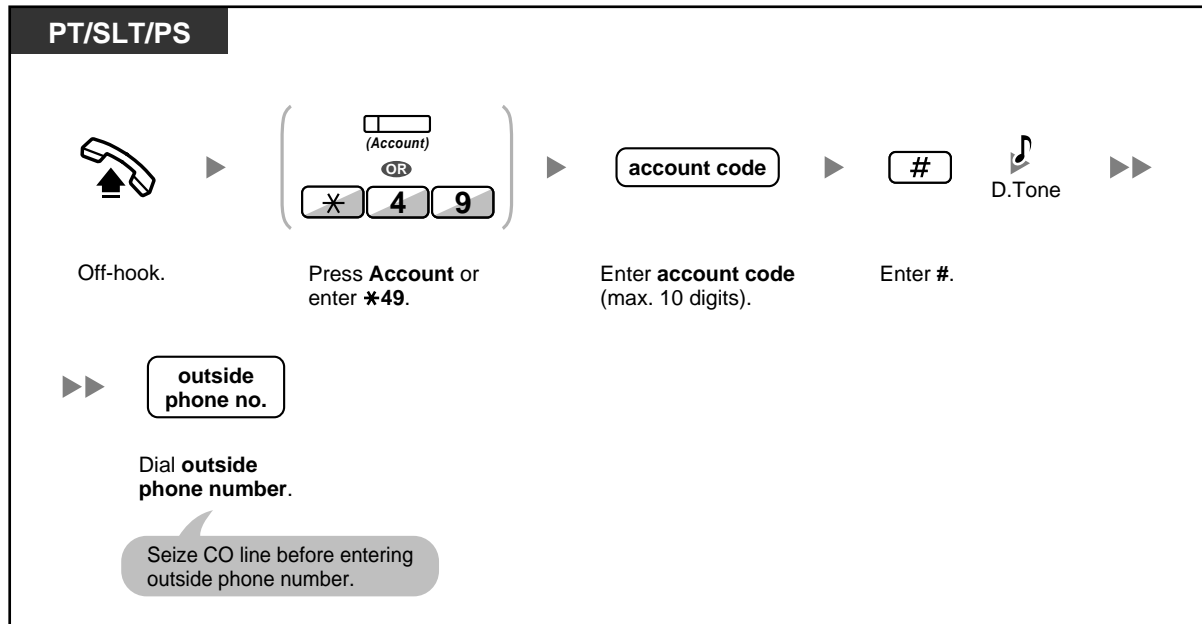 PT/SLT/PS
(Account)
OR
* 4 9
account code
#
D.Tone
Off-hook.
Press Account or
enter *49.
Enter account code
(max. 10 digits).
Enter #.
outside
phone no.
Dial outside
phone number.
Seize CO line before entering
outside phone number.